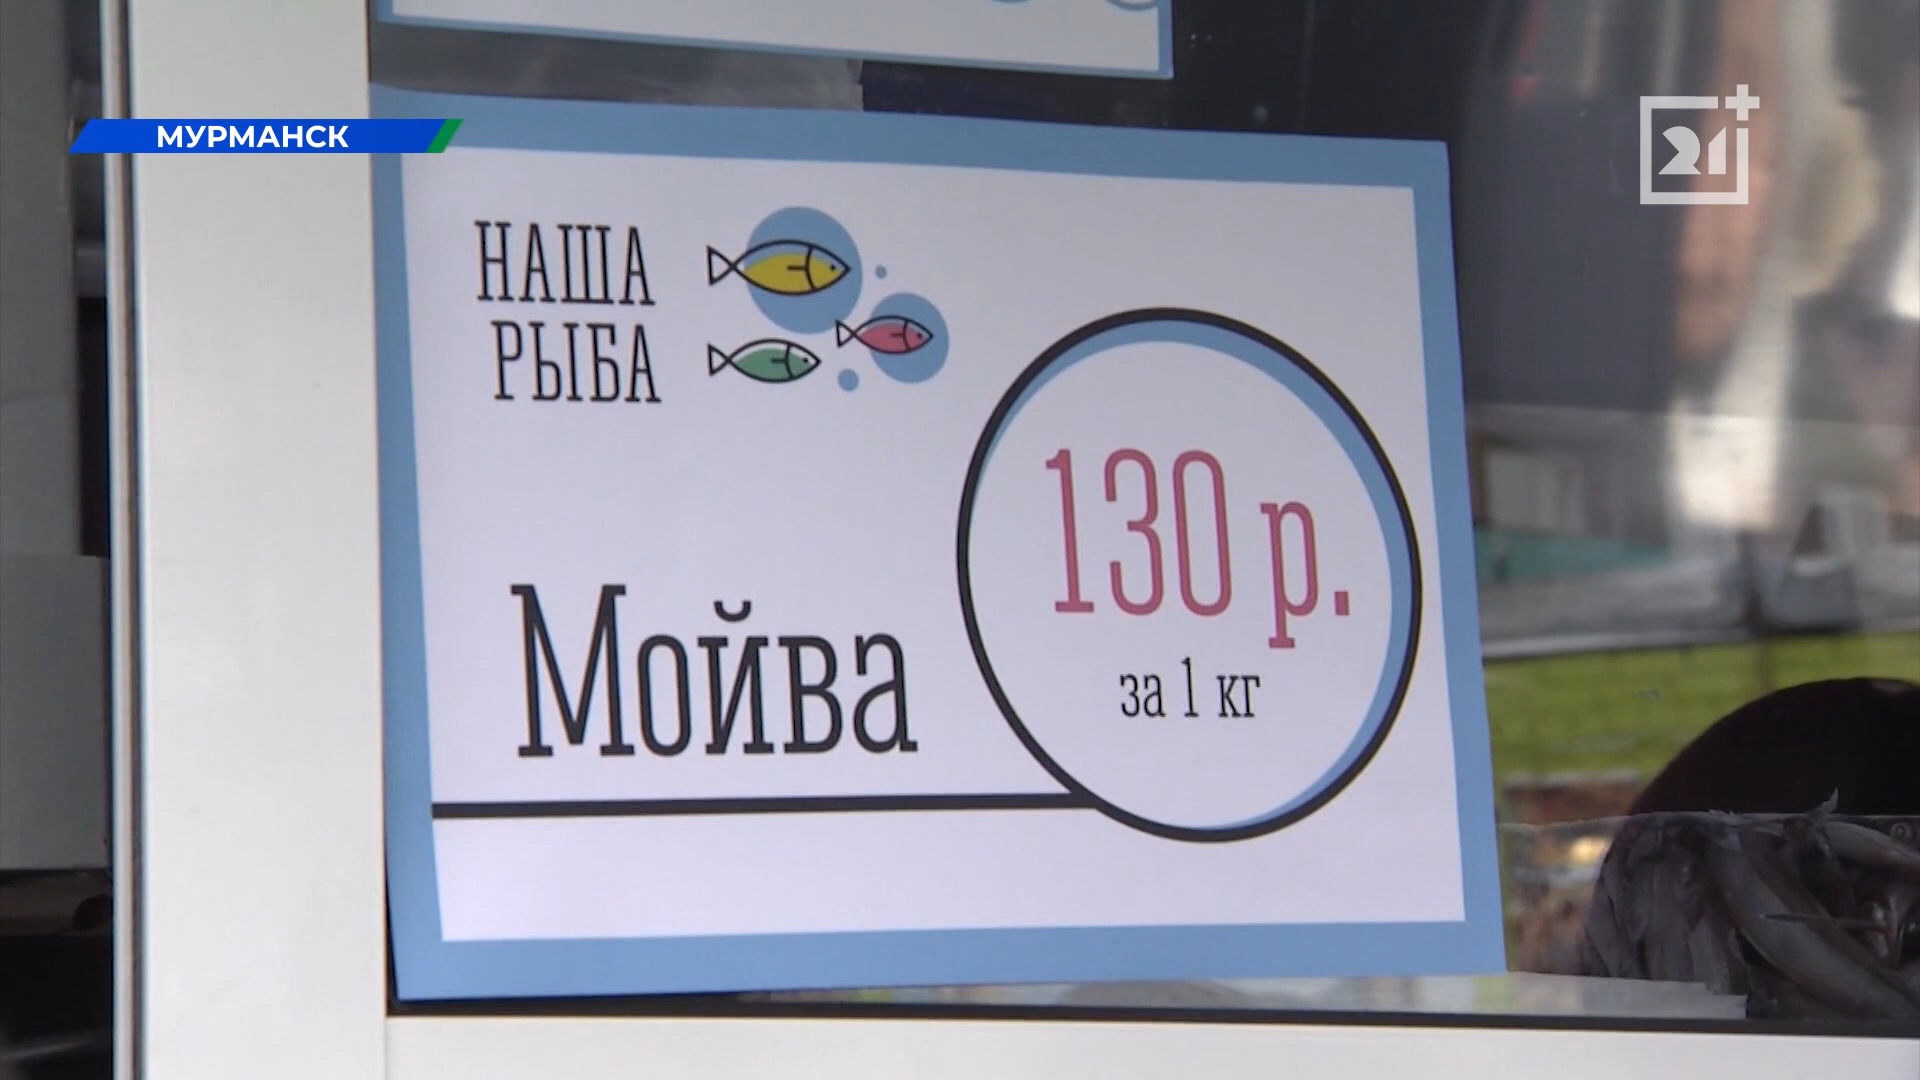 МУРМАНСК
21+
НАША
РЫБА
130 р.
за 1 кг
Мойва